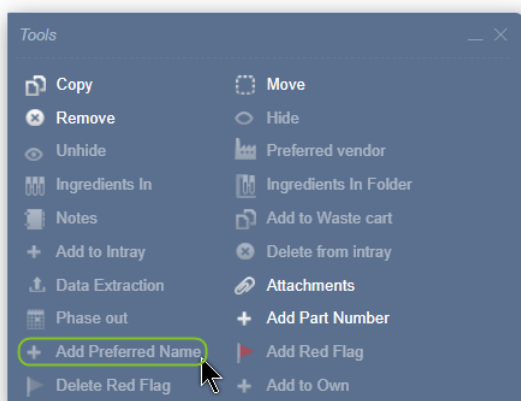 Tools
Copy Move
Remove Hide
Unhide Preferred vendor
Ingredients In Ingredients In Folder
Notes Add to Waste cart
Add to Intray Delete from intray
Data Extraction Attachments
Phase out Add Part Number
Add Preferred Name Add Red Flag
Delete Red Flag Add to Own